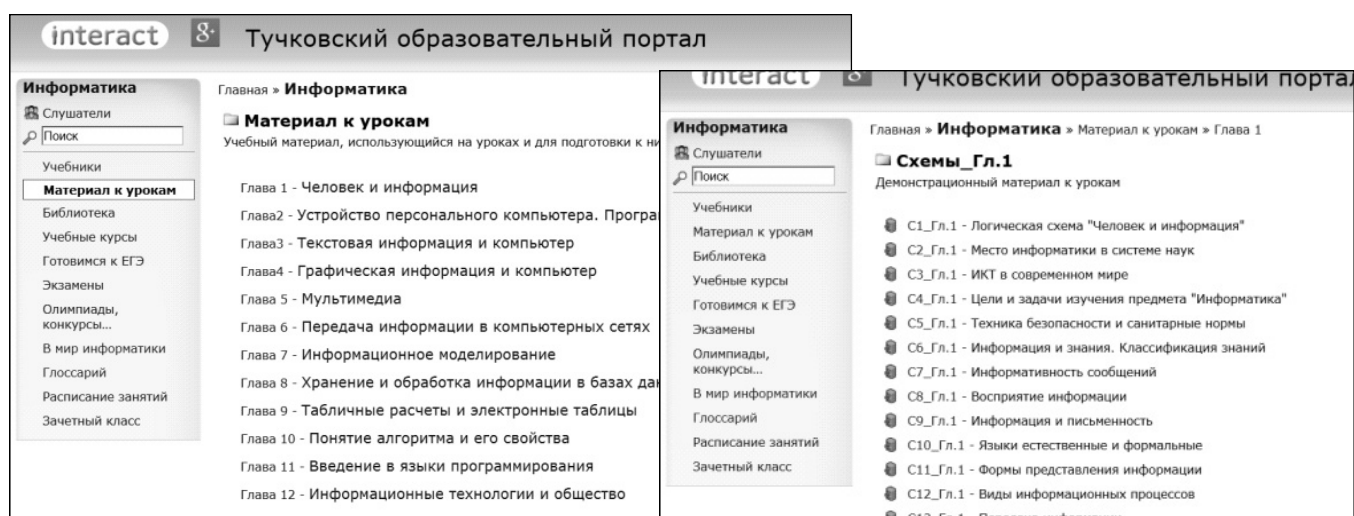 interact 8+ Тучковский образовательный портал
Информатика
Слушатели
Поиск
Учебники
Материал к урокам
Библиотека
Учебные курсы
Готовимся к ЕГЭ
Экзамены
Олимпиады,
конкурсы...
В мир информатики
Глоссарий
Расписание занятий
Зачетный класс
Главная » Информатика
Материал к урокам
Учебный материал, использующийся на уроках и для подготовки к
Глава 1 - Человек и информация
Глава2 - Устройство персонального компьютера.
Глава3 - Текстовая информация и компьютер
Глава4 - Графическая информация и компьютер
Глава 5 - Мультимедиа
Глава 6 - Передача информации в компьютерных сетях
Глава 7 - Информационное моделирование
Глава 8 - Хранение и обработка информации в базах
Глава 9 - Табличные расчеты и электронные таблицы
Глава 10 - Понятие алгоритма и его свойства
Глава 11 - Введение в языки программирования
Глава 12 - Информационные технологии и общество
interact Тучковский образовательный портал
Информатика
Слушатели
Поиск
Учебники
Материал к урокам
Библиотека
Учебные курсы
Готовимся к ЕГЭ
Экзамены
Олимпиады,
конкурсы...
В мир информатики
Глоссарий
Расписание занятий
Зачетный класс
Главная » Информатика » Материал к урокам » Глава 1
Схемы_Гл.1
Демонстрационный материал к урокам
С1_Гл.1 - Логическая схема "Человек и информация"
С2_Гл.1 - Место информатики в системе наук
С3_Гл.1 - ИКТ в современном мире
С4_Гл.1 - Цели и задачи изучения предмета "Информатика"
С5_Гл.1 - Техника безопасности и санитарные нормы
С6_Гл.1 - Информация и знания. Классификация знаний
С7_Гл.1 - Информативность сообщений
С8_Гл.1 - Восприятие информации
С9_Гл.1 - Информация и письменность
С10_Гл.1 - Языки естественные и формальные
С11_Гл.1 - Формы представления информации
С12_Гл.1 - Виды информационных процессов